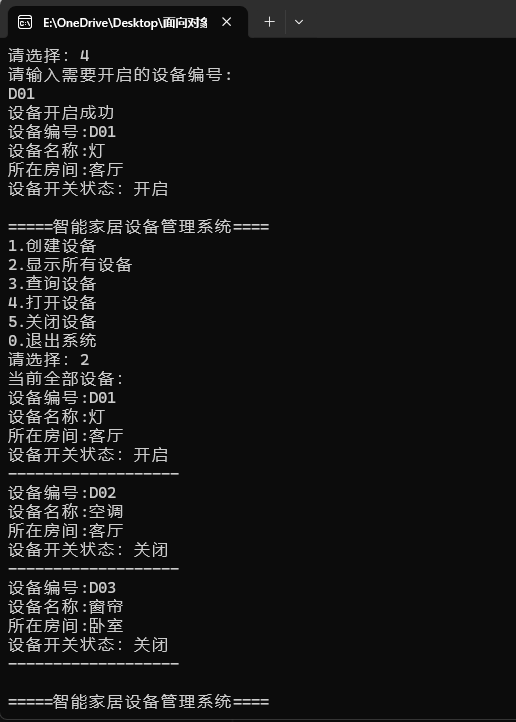 E:\OneDrive\Desktop\面向对象
请选择: 4
请输入需要开启的设备编号:
D01
设备开启成功
设备编号:D01
设备名称:灯
所在房间:客厅
设备开关状态: 开启
=====智能家居设备管理系统====
1.创建设备
2.显示所有设备
3.查询设备
4.打开设备
5.关闭设备
0.退出系统
请选择: 2
当前全部设备:
设备编号:D01
设备名称:灯
所在房间:客厅
设备开关状态: 开启
-------------------
设备编号:D02
设备名称:空调
所在房间:客厅
设备开关状态: 关闭
-------------------
设备编号:D03
设备名称:窗帘
所在房间:卧室
设备开关状态: 关闭
-------------------
=====智能家居设备管理系统====